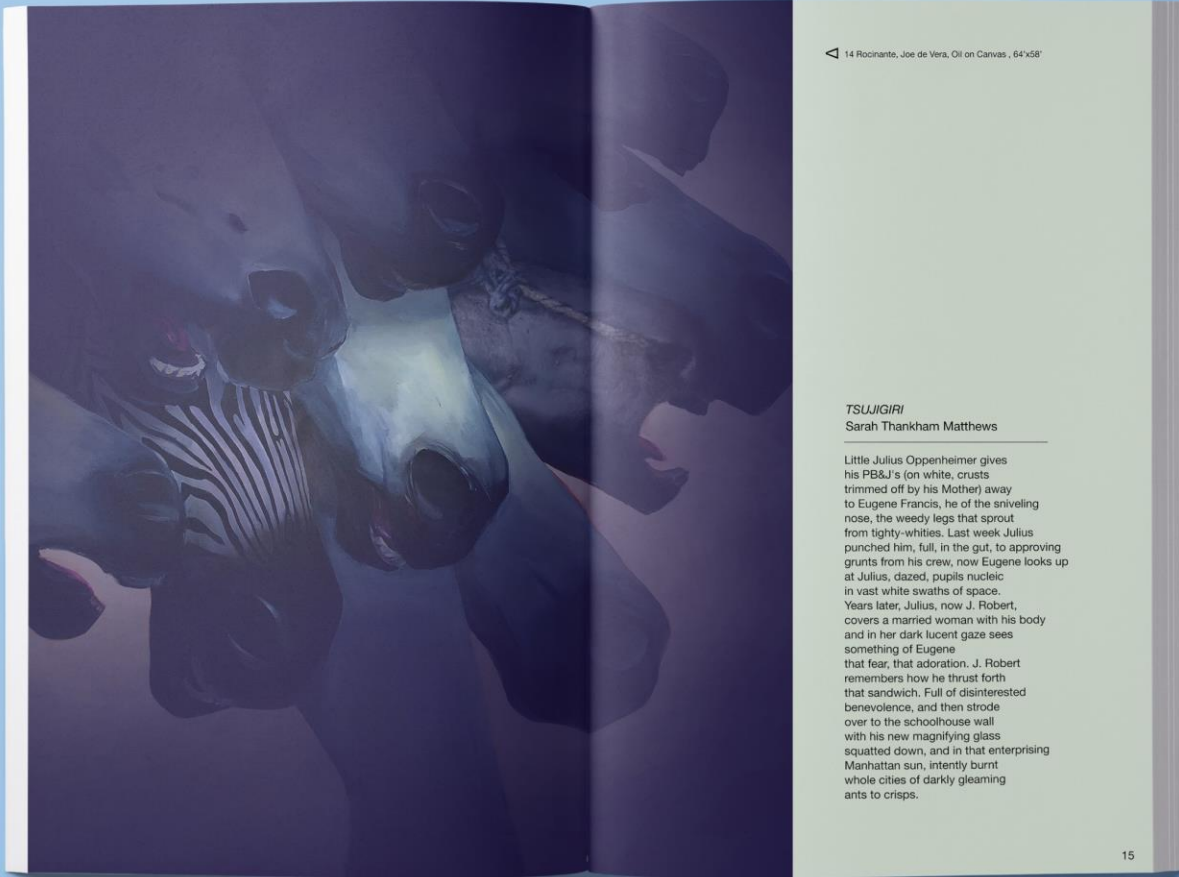 14 Rocinante, Joe de Vera, Oil on Canvas , 64'x58'
TSUJIGIRI
Sarah Thankham Matthews
Little Julius Oppenheimer gives
his PB&J's (on white, crusts
trimmed off by his Mother) away
to Eugene Francis, he of the sniveling
nose, the weedy legs that sprout
from tighty-whities. Last week Julius
punched him, full, in the gut, to approving
grunts from his crew, now Eugene looks up
at Julius, dazed, pupils nucleic
in vast white swaths of space.
Years later, Julius, now J. Robert,
covers a married woman with his body
and in her dark lucent gaze sees
something of Eugene
that fear, that adoration. J. Robert
remembers how he thrust forth
that sandwich. Full of disinterested
benevolence, and then strode
over to the schoolhouse wall
with his new magnifying glass
squatted down, and in that enterprising
Manhattan sun, intently burnt
whole cities of darkly gleaming
ants to crisps.
15